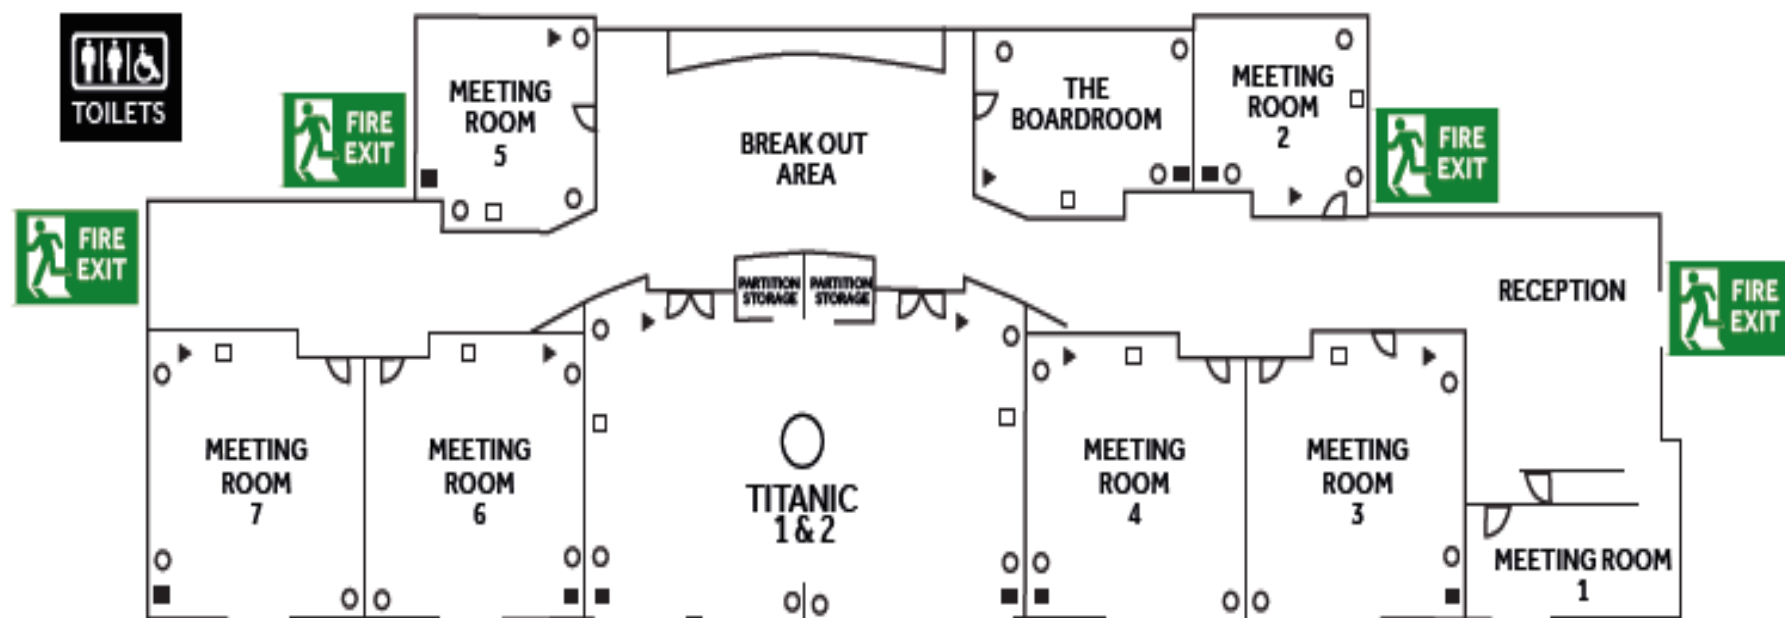 TOILETS
FIRE
EXIT
FIRE
EXIT
MEETING
ROOM
5
BREAK OUT
AREA
THE
BOARDROOM
MEETING
ROOM
2
FIRE
EXIT
PARTITION
STORAGE
PARTITION
STORAGE
RECEPTION
FIRE
EXIT
MEETING
ROOM
7
MEETING
ROOM
6
TITANIC
1 & 2
MEETING
ROOM
4
MEETING
ROOM
3
MEETING ROOM
1